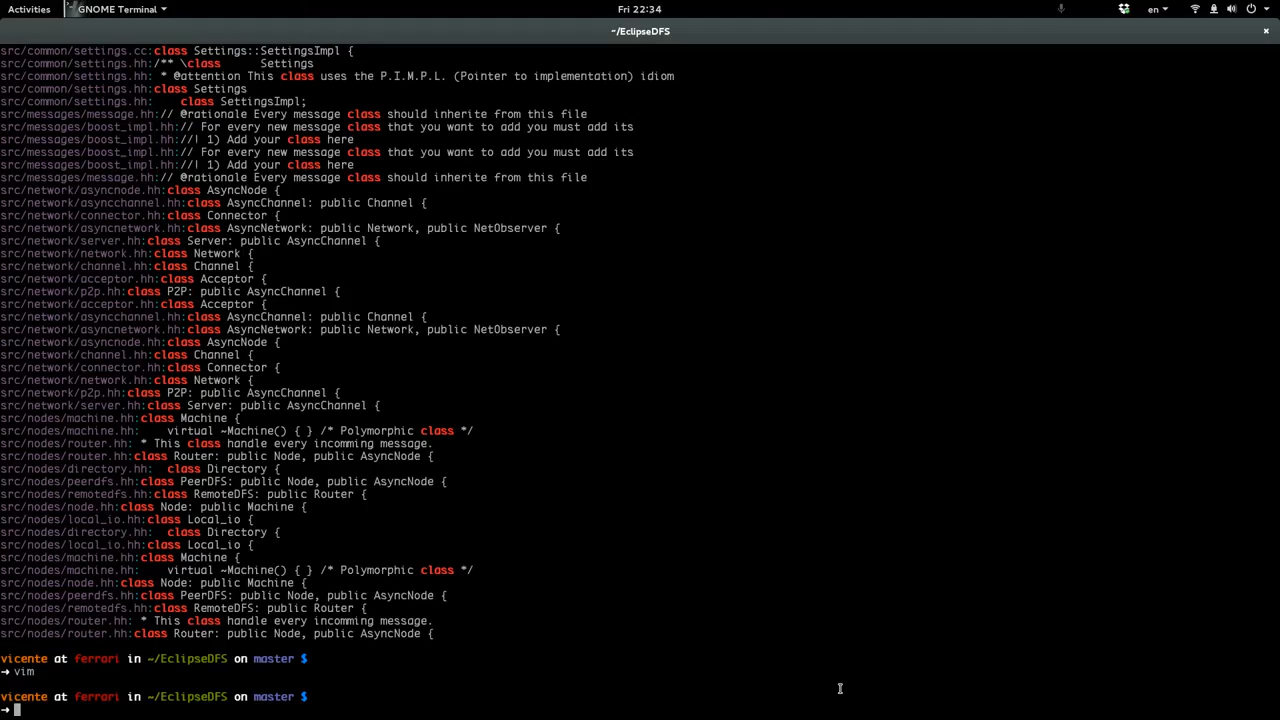 Activities GNOME Terminal Fri 22:34 en
~/EclipseDFS ×
src/common/settings.cc:class Settings::SettingsImpl {
src/common/settings.hh:/** \class      Settings
src/common/settings.hh: * @attention This class uses the P.I.M.P.L. (Pointer to implementation) idiom
src/common/settings.hh:class Settings
src/common/settings.hh:    class SettingsImpl;
src/messages/message.hh:// @rationale Every message class should inherite from this file
src/messages/boost_impl.hh:// For every new message class that you want to add you must add its
src/messages/boost_impl.hh://! 1) Add your class here
src/messages/boost_impl.hh:// For every new message class that you want to add you must add its
src/messages/boost_impl.hh://! 1) Add your class here
src/messages/message.hh:// @rationale Every message class should inherite from this file
src/network/asyncnode.hh:class AsyncNode {
src/network/asyncchannel.hh:class AsyncChannel: public Channel {
src/network/connector.hh:class Connector {
src/network/asyncnetwork.hh:class AsyncNetwork: public Network, public NetObserver {
src/network/server.hh:class Server: public AsyncChannel {
src/network/network.hh:class Network {
src/network/channel.hh:class Channel {
src/network/acceptor.hh:class Acceptor {
src/network/p2p.hh:class P2P: public AsyncChannel {
src/network/acceptor.hh:class Acceptor {
src/network/asyncchannel.hh:class AsyncChannel: public Channel {
src/network/asyncnetwork.hh:class AsyncNetwork: public Network, public NetObserver {
src/network/asyncnode.hh:class AsyncNode {
src/network/channel.hh:class Channel {
src/network/connector.hh:class Connector {
src/network/network.hh:class Network {
src/network/p2p.hh:class P2P: public AsyncChannel {
src/network/server.hh:class Server: public AsyncChannel {
src/nodes/machine.hh:class Machine {
src/nodes/machine.hh:    virtual ~Machine() { } /* Polymorphic class */
src/nodes/router.hh: * This class handle every incomming message.
src/nodes/router.hh:class Router: public Node, public AsyncNode {
src/nodes/directory.hh:  class Directory {
src/nodes/peerdfs.hh:class PeerDFS: public Node, public AsyncNode {
src/nodes/remotedfs.hh:class RemoteDFS: public Router {
src/nodes/node.hh:class Node: public Machine {
src/nodes/local_io.hh:class Local_io {
src/nodes/directory.hh:  class Directory {
src/nodes/local_io.hh:class Local_io {
src/nodes/machine.hh:class Machine {
src/nodes/machine.hh:    virtual ~Machine() { } /* Polymorphic class */
src/nodes/node.hh:class Node: public Machine {
src/nodes/peerdfs.hh:class PeerDFS: public Node, public AsyncNode {
src/nodes/remotedfs.hh:class RemoteDFS: public Router {
src/nodes/router.hh: * This class handle every incomming message.
src/nodes/router.hh:class Router: public Node, public AsyncNode {
vicente at ferrari in ~/EclipseDFS on master $
→ vim
vicente at ferrari in ~/EclipseDFS on master $
→